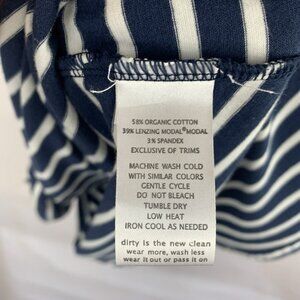 58% ORGANIC COTTON
39% LENZING MODAL® MODAL
3% SPANDEX
EXCLUSIVE OF TRIMS
MACHINE WASH COLD
WITH SIMILAR COLORS
GENTLE CYCLE
DO NOT BLEACH
TUMBLE DRY
LOW HEAT
IRON COOL AS NEEDED
dirty is the new clean
wear more, wash less
wear it out or pass it on